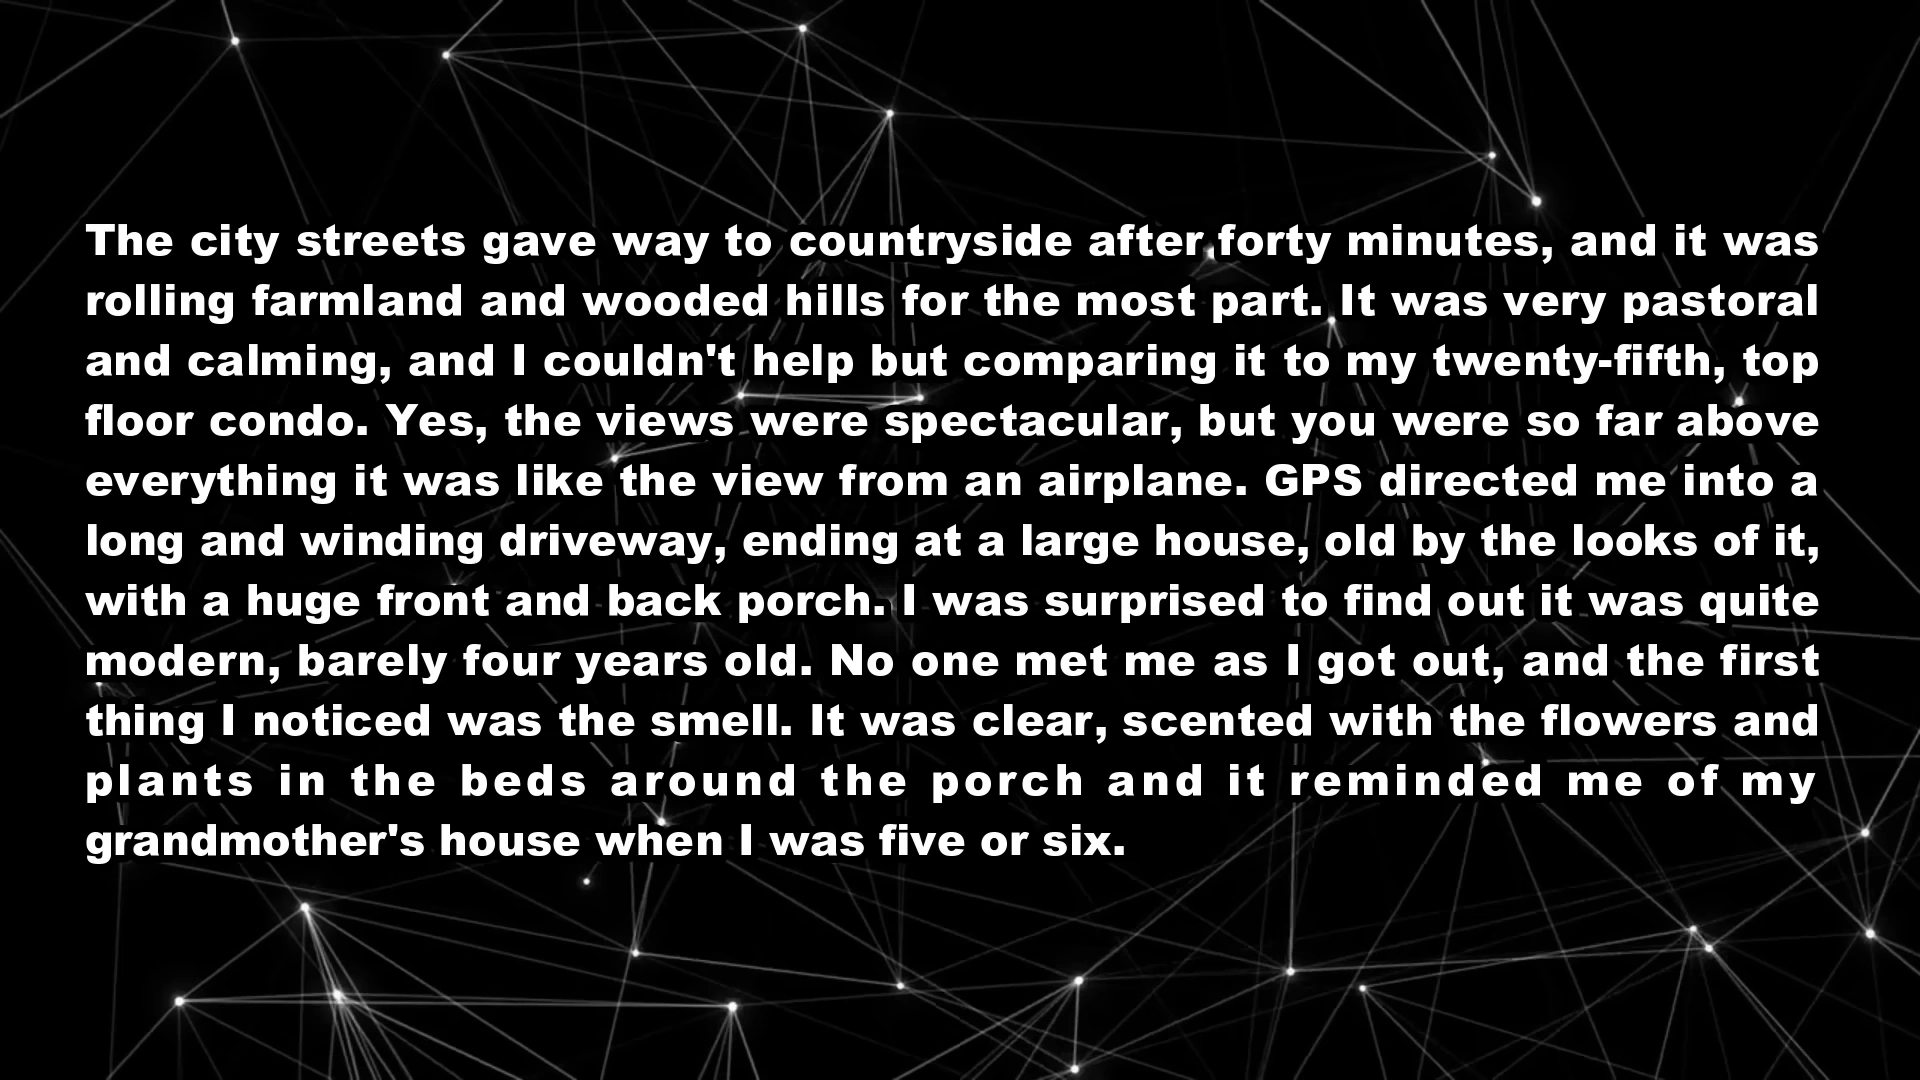 The city streets gave way to countryside after forty minutes, and it was
rolling farmland and wooded hills for the most part. It was very pastoral
and calming, and I couldn't help but comparing it to my twenty-fifth, top
floor condo. Yes, the views were spectacular, but you were so far above
everything it was like the view from an airplane. GPS directed me into a
long and winding driveway, ending at a large house, old by the looks of it,
with a huge front and back porch. I was surprised to find out it was quite
modern, barely four years old. No one met me as I got out, and the first
thing I noticed was the smell. It was clear, scented with the flowers and
plants in the beds around the porch and it reminded me of my
grandmother's house when I was five or six.